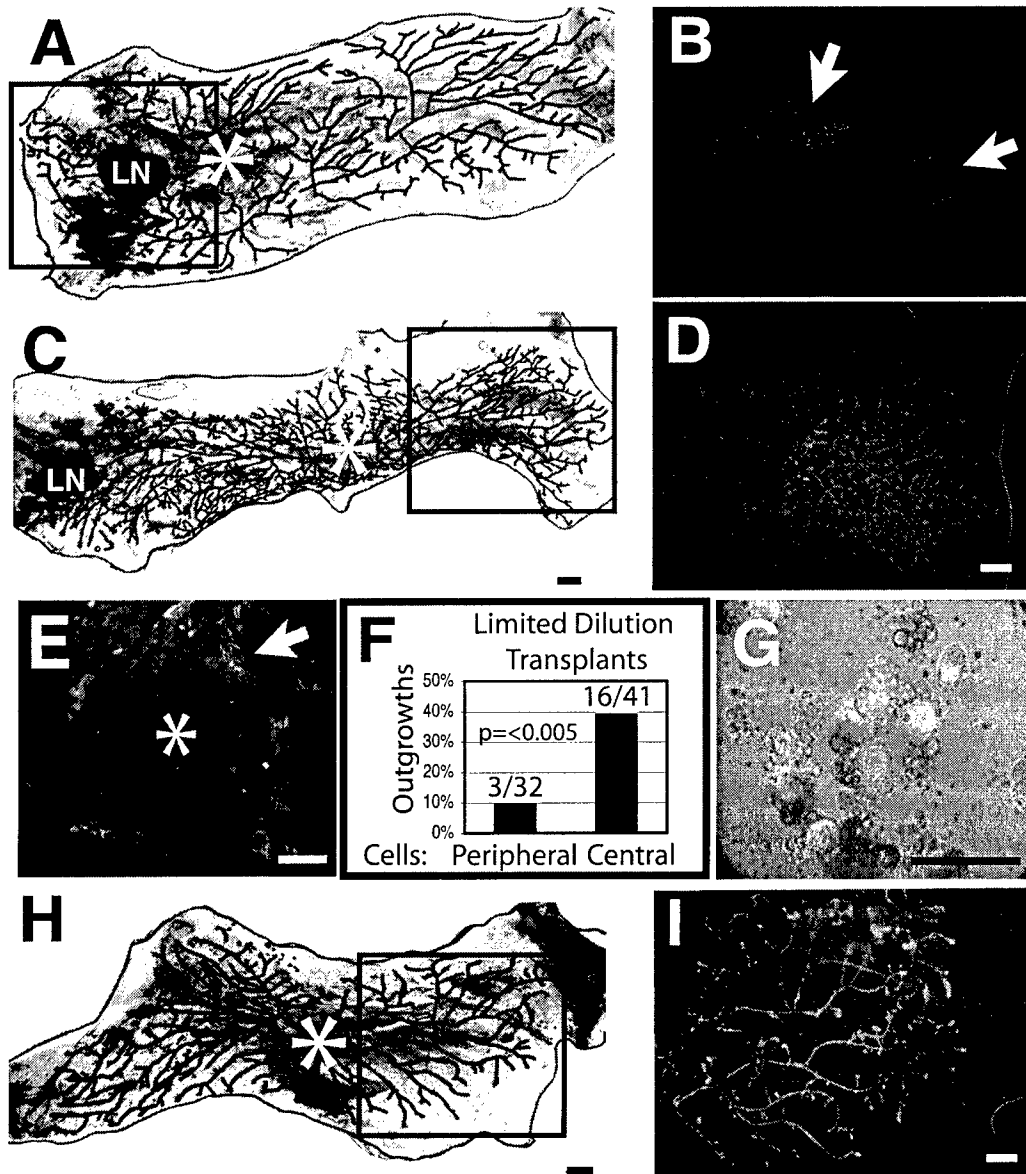 A
LN
B
C
LN
D
E
F
Limited Dilution
Transplants
Outgrowths
50%
40%
30%
20%
10%
0%
16/41
p=<0.005
3/32
Cells: Peripheral Central
G
H
I